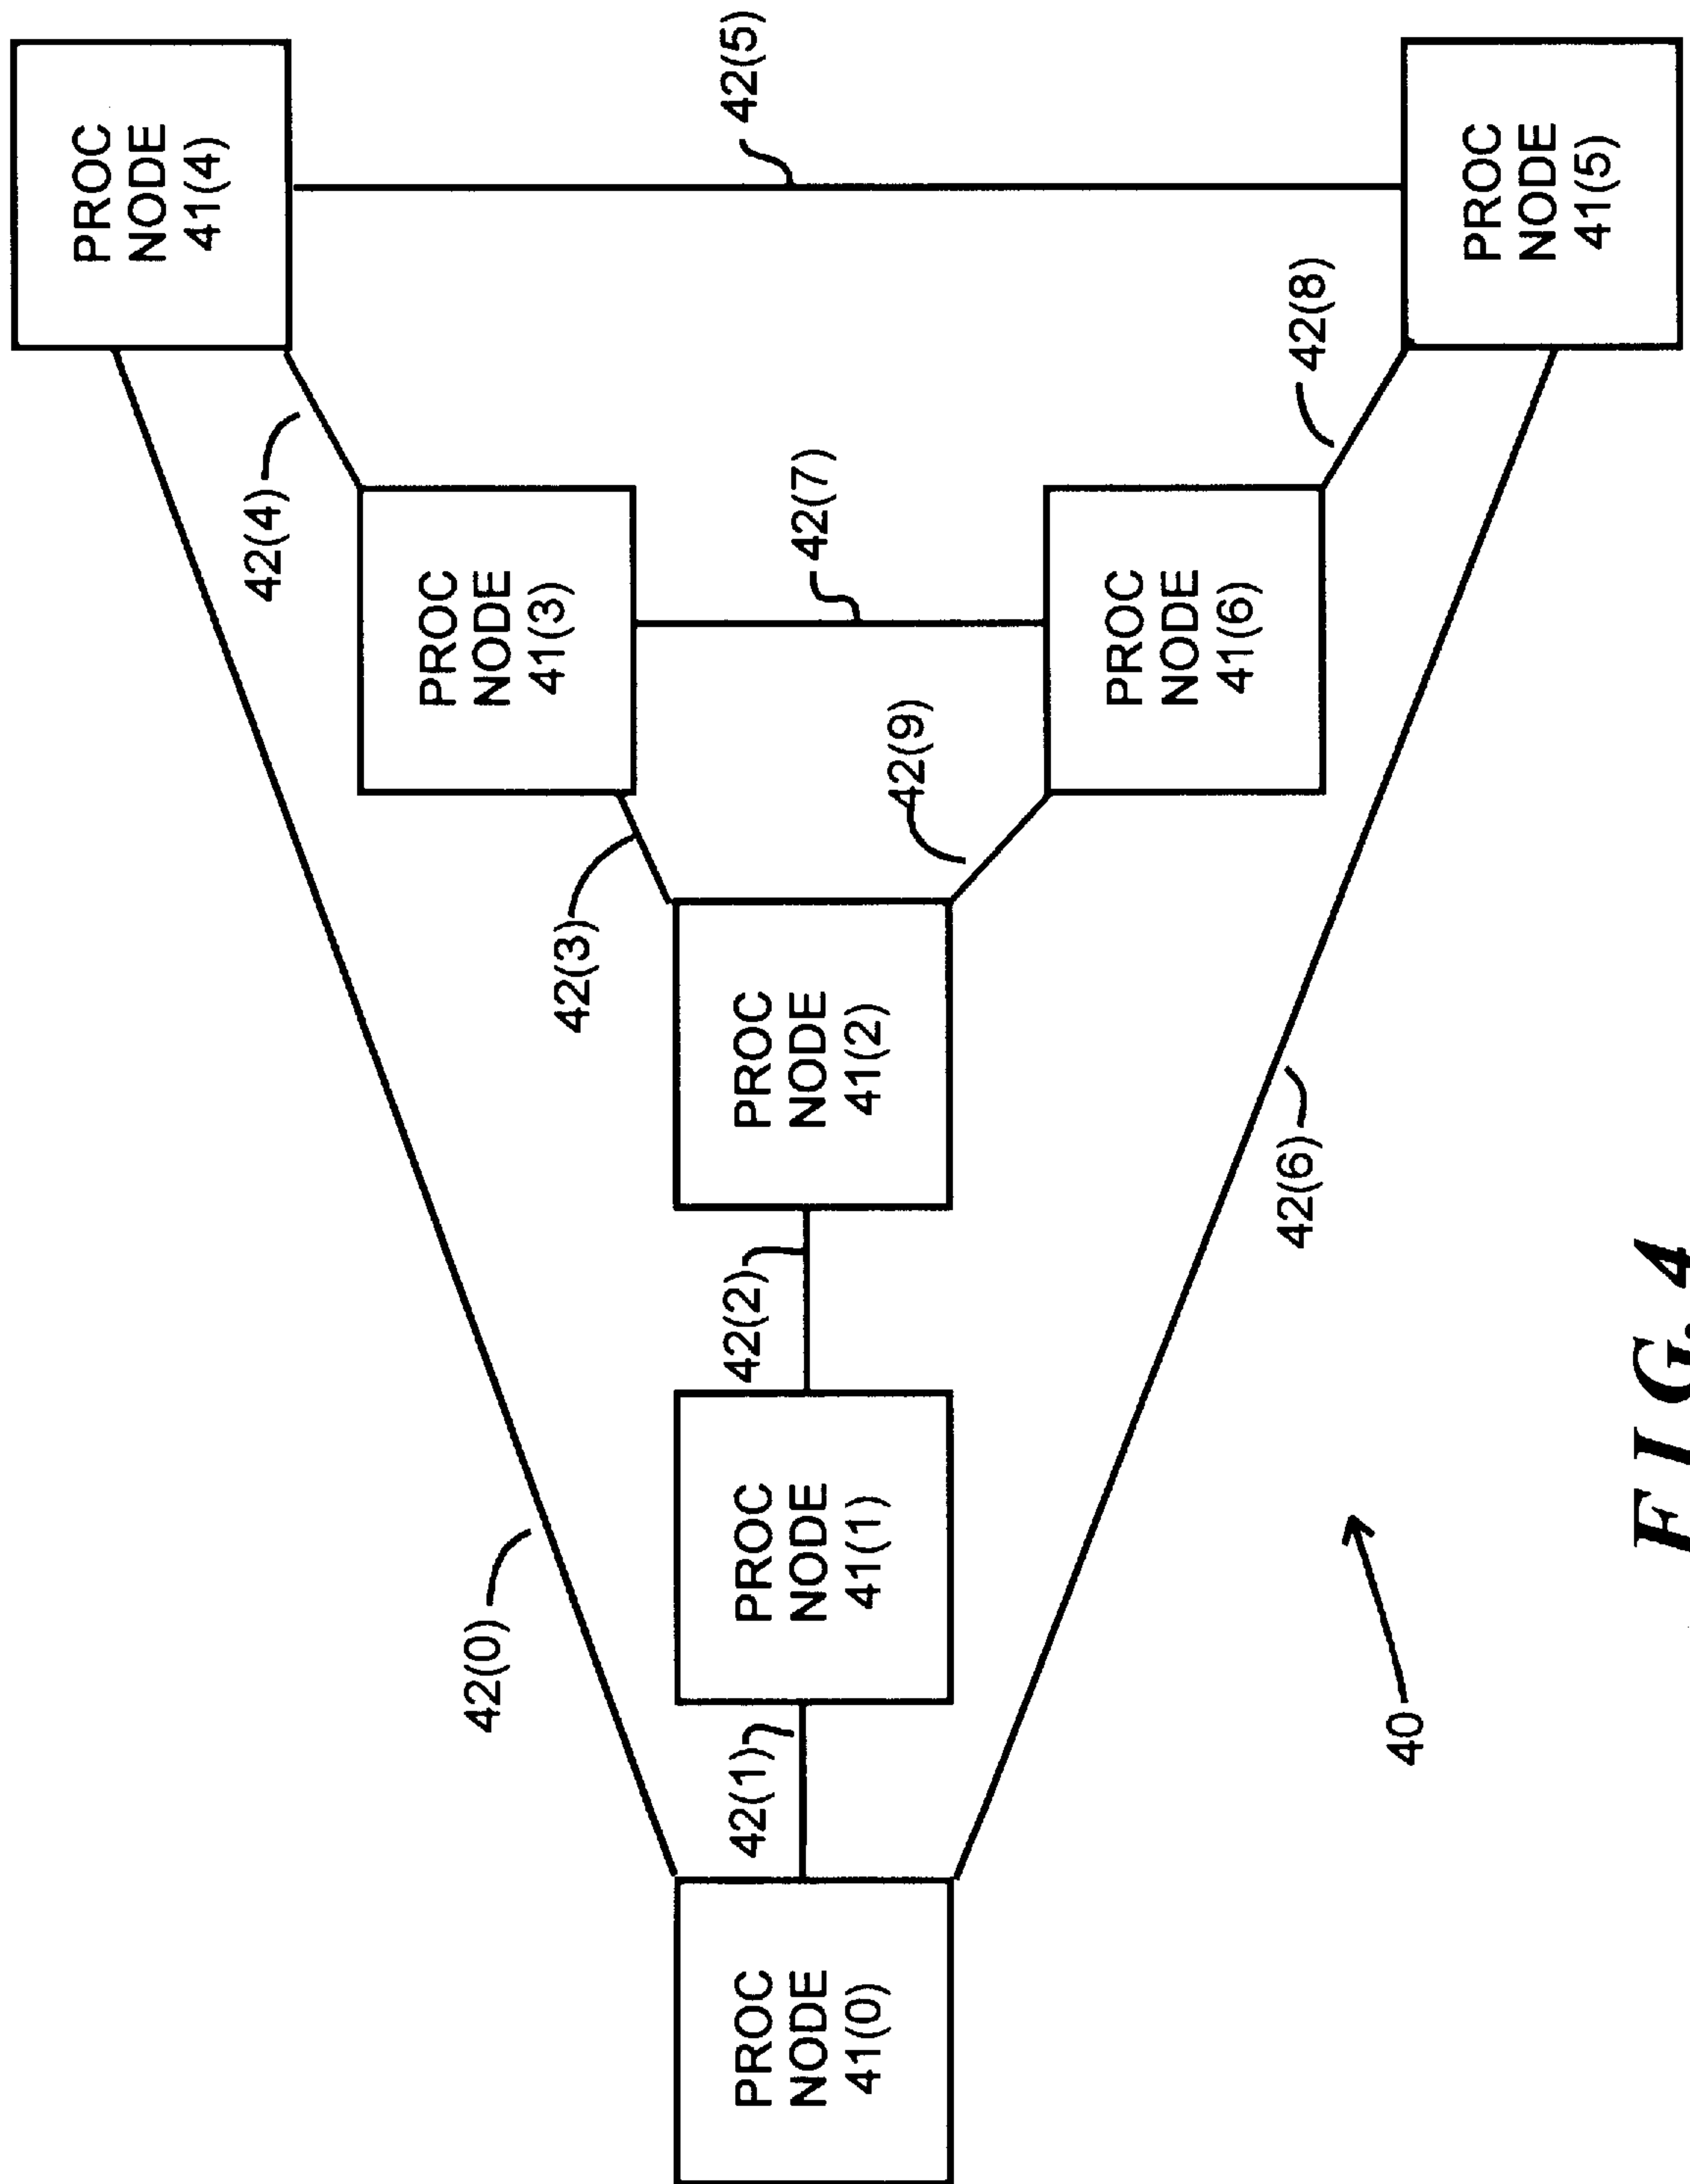 PROC
NODE
41(4)
42(5)
PROC
NODE
41(5)
42(4)
42(8)
PROC
NODE
41(3)
42(7)
PROC
NODE
41(6)
42(3)
42(9)
PROC
NODE
41(2)
42(2)
42(6)
42(0)
PROC
NODE
41(1)
42(1)
PROC
NODE
41(0)
40
FIG. 4